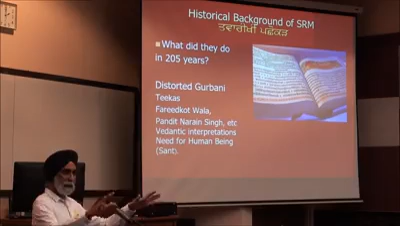 Historical Background of SRM
ਤਵਾਰੀਖੀ ਪਛੋਕੜ
What did they do
in 205 years?
Distorted Gurbani
Teekas
Fareedkot Wala,
Pandit Narain Singh, etc
Vedantic interpretations
Need for Human Being
(Sant).